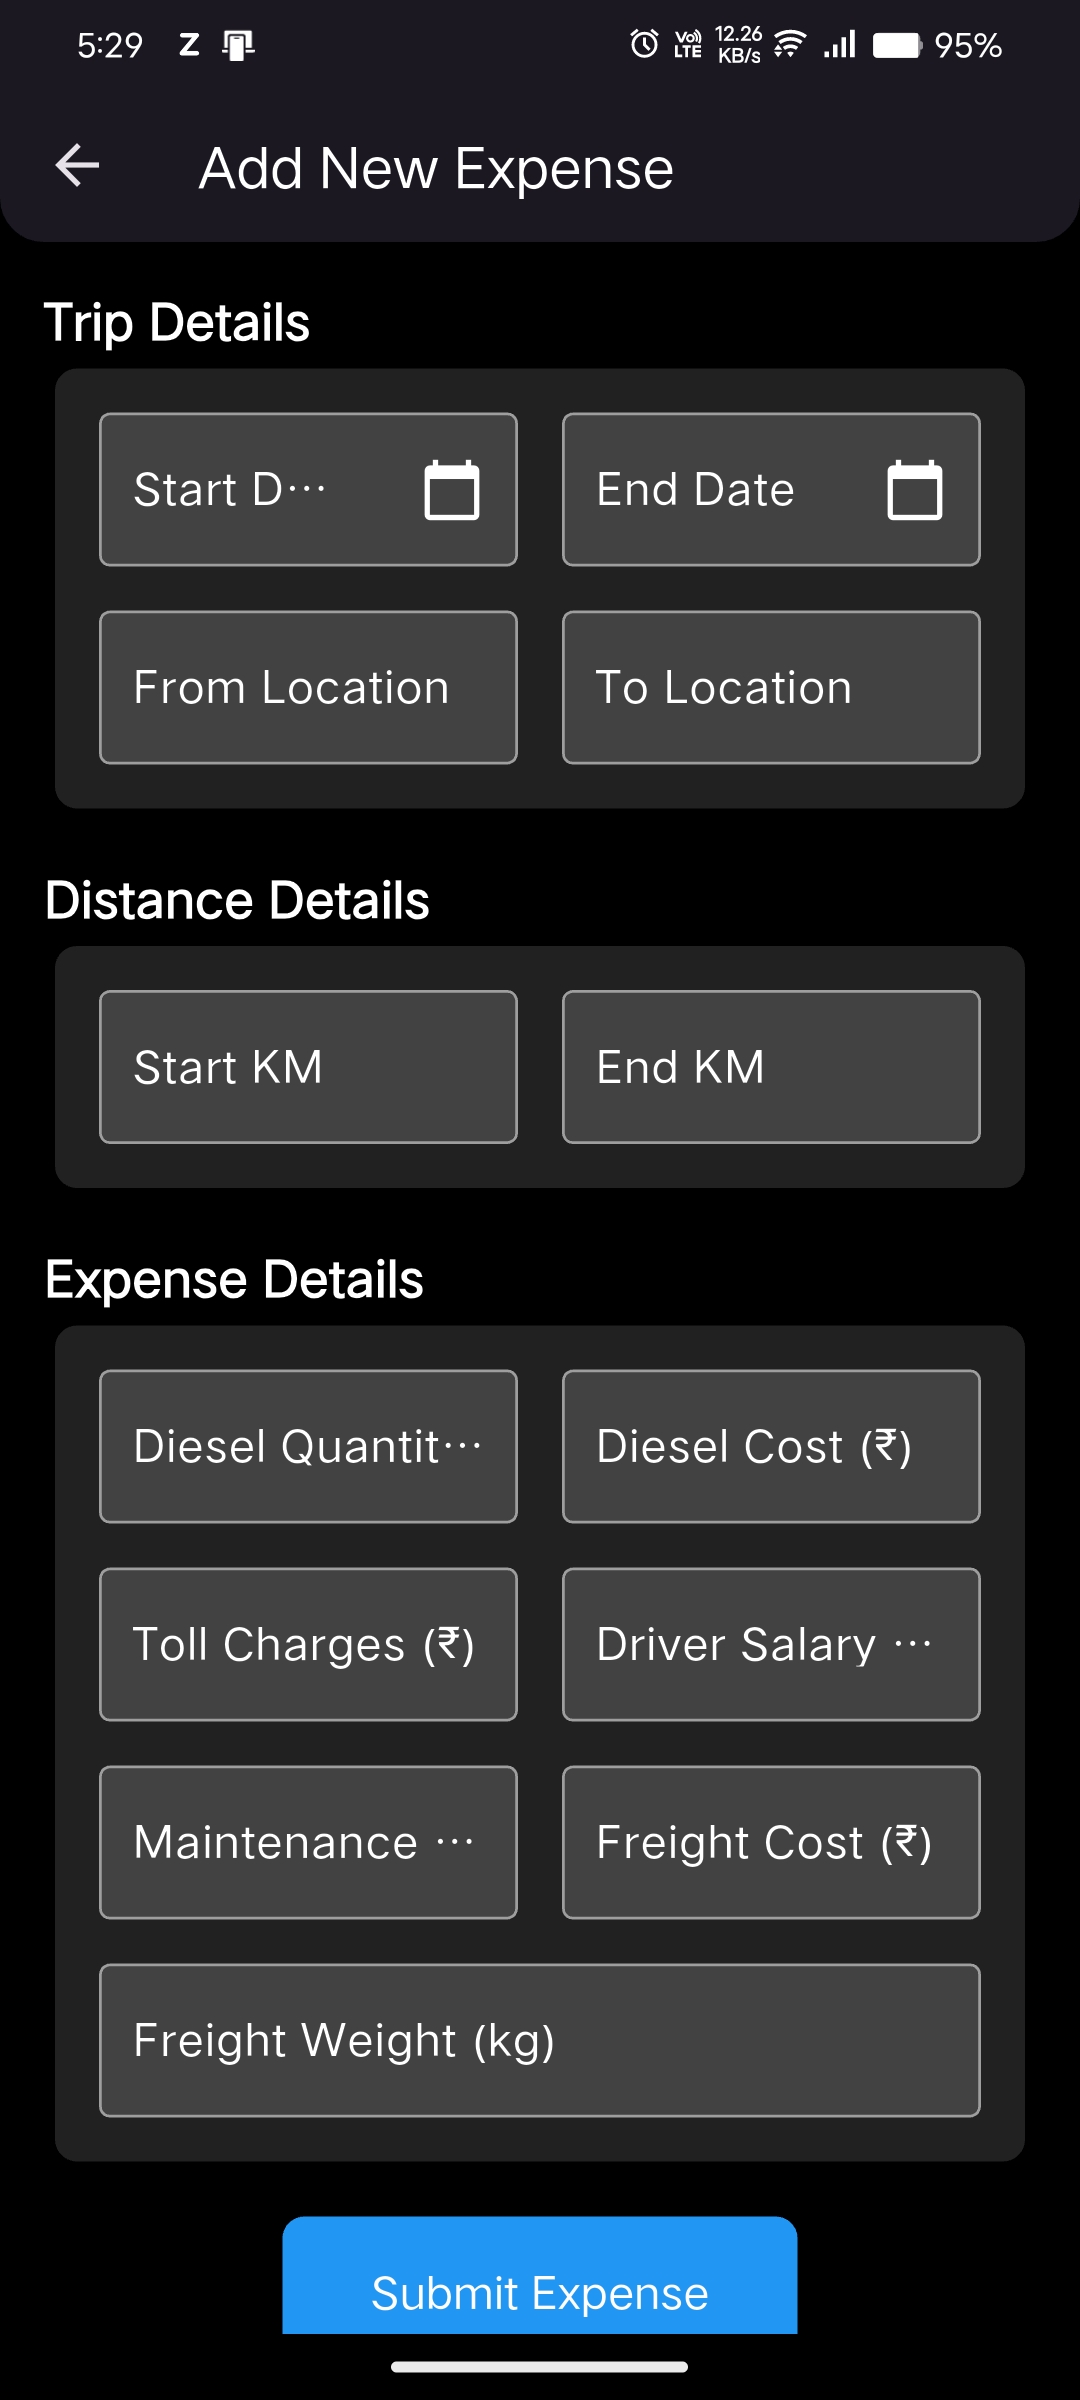 5:29 Z VO LTE 12.26 KB/s 95%
Add New Expense
Trip Details
Start D… End Date
From Location To Location
Distance Details
Start KM End KM
Expense Details
Diesel Quantit… Diesel Cost (₹)
Toll Charges (₹) Driver Salary …
Maintenance … Freight Cost (₹)
Freight Weight (kg)
Submit Expense